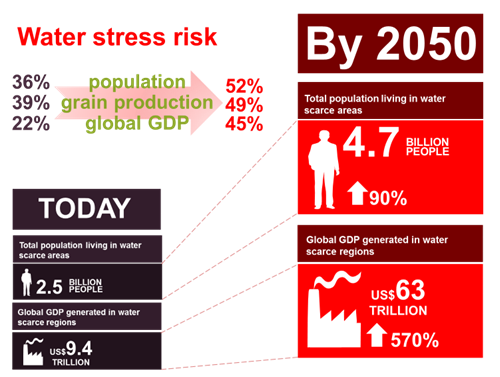 Water stress risk
36% population 52%
39% grain production 49%
22% global GDP 45%
TODAY
Total population living in water
scarce areas
2.5 BILLION
PEOPLE
Global GDP generated in water
scarce regions
US$9.4
TRILLION
By 2050
Total population living in water
scarce areas
4.7 BILLION
PEOPLE
90%
Global GDP generated in water
scarce regions
US$63
TRILLION
570%